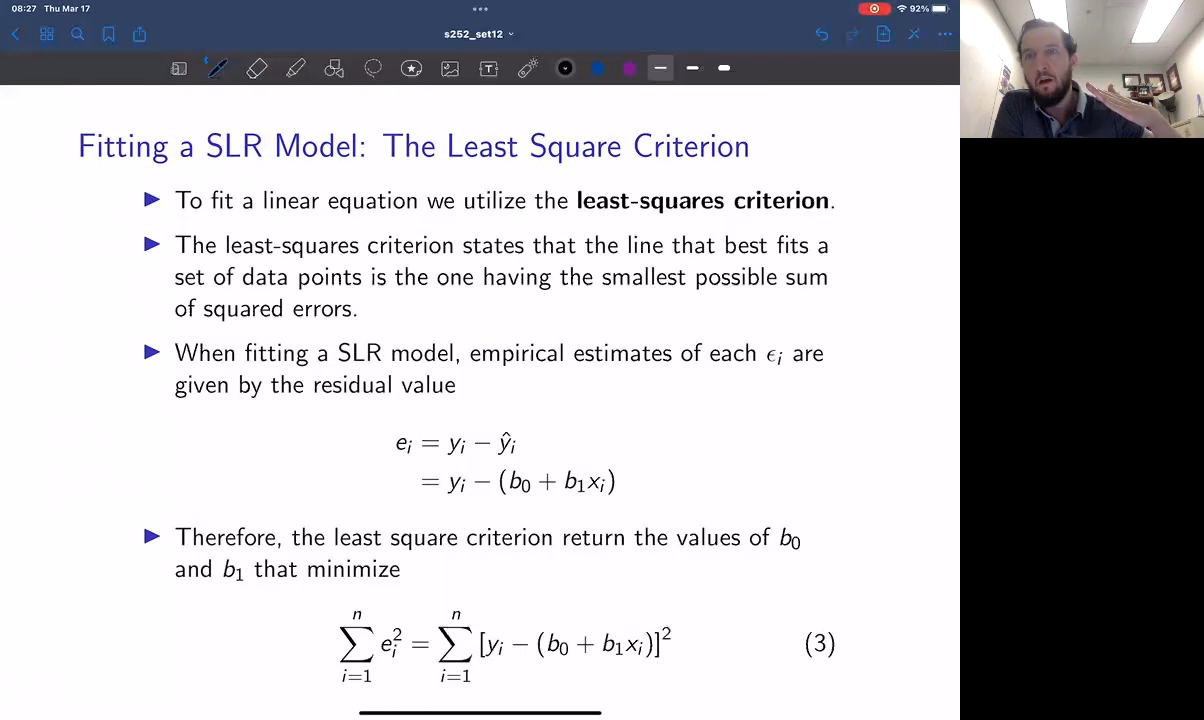 08:27 Thu Mar 17
92%
s252_set12
Fitting a SLR Model: The Least Square Criterion
▶ To fit a linear equation we utilize the least-squares criterion.
▶ The least-squares criterion states that the line that best fits a
set of data points is the one having the smallest possible sum
of squared errors.
▶ When fitting a SLR model, empirical estimates of each ϵᵢ are
given by the residual value
eᵢ = yᵢ − ŷᵢ
= yᵢ − (b₀ + b₁xᵢ)
▶ Therefore, the least square criterion return the values of b₀
and b₁ that minimize
∑ᵢ₌₁ⁿ eᵢ² = ∑ᵢ₌₁ⁿ [yᵢ − (b₀ + b₁xᵢ)]² (3)